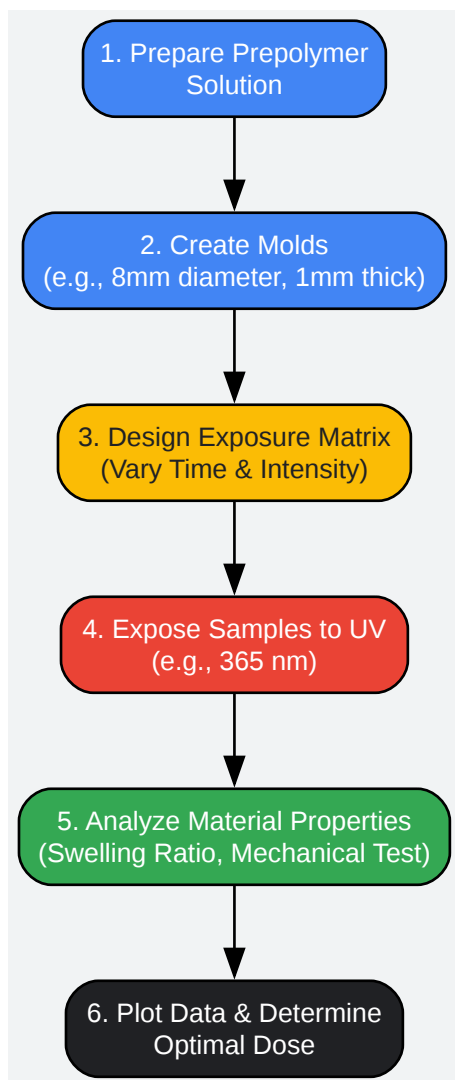 1. Prepare Prepolymer
Solution
2. Create Molds
(e.g., 8mm diameter, 1mm thick)
3. Design Exposure Matrix
(Vary Time & Intensity)
4. Expose Samples to UV
(e.g., 365 nm)
5. Analyze Material Properties
(Swelling Ratio, Mechanical Test)
6. Plot Data & Determine
Optimal Dose